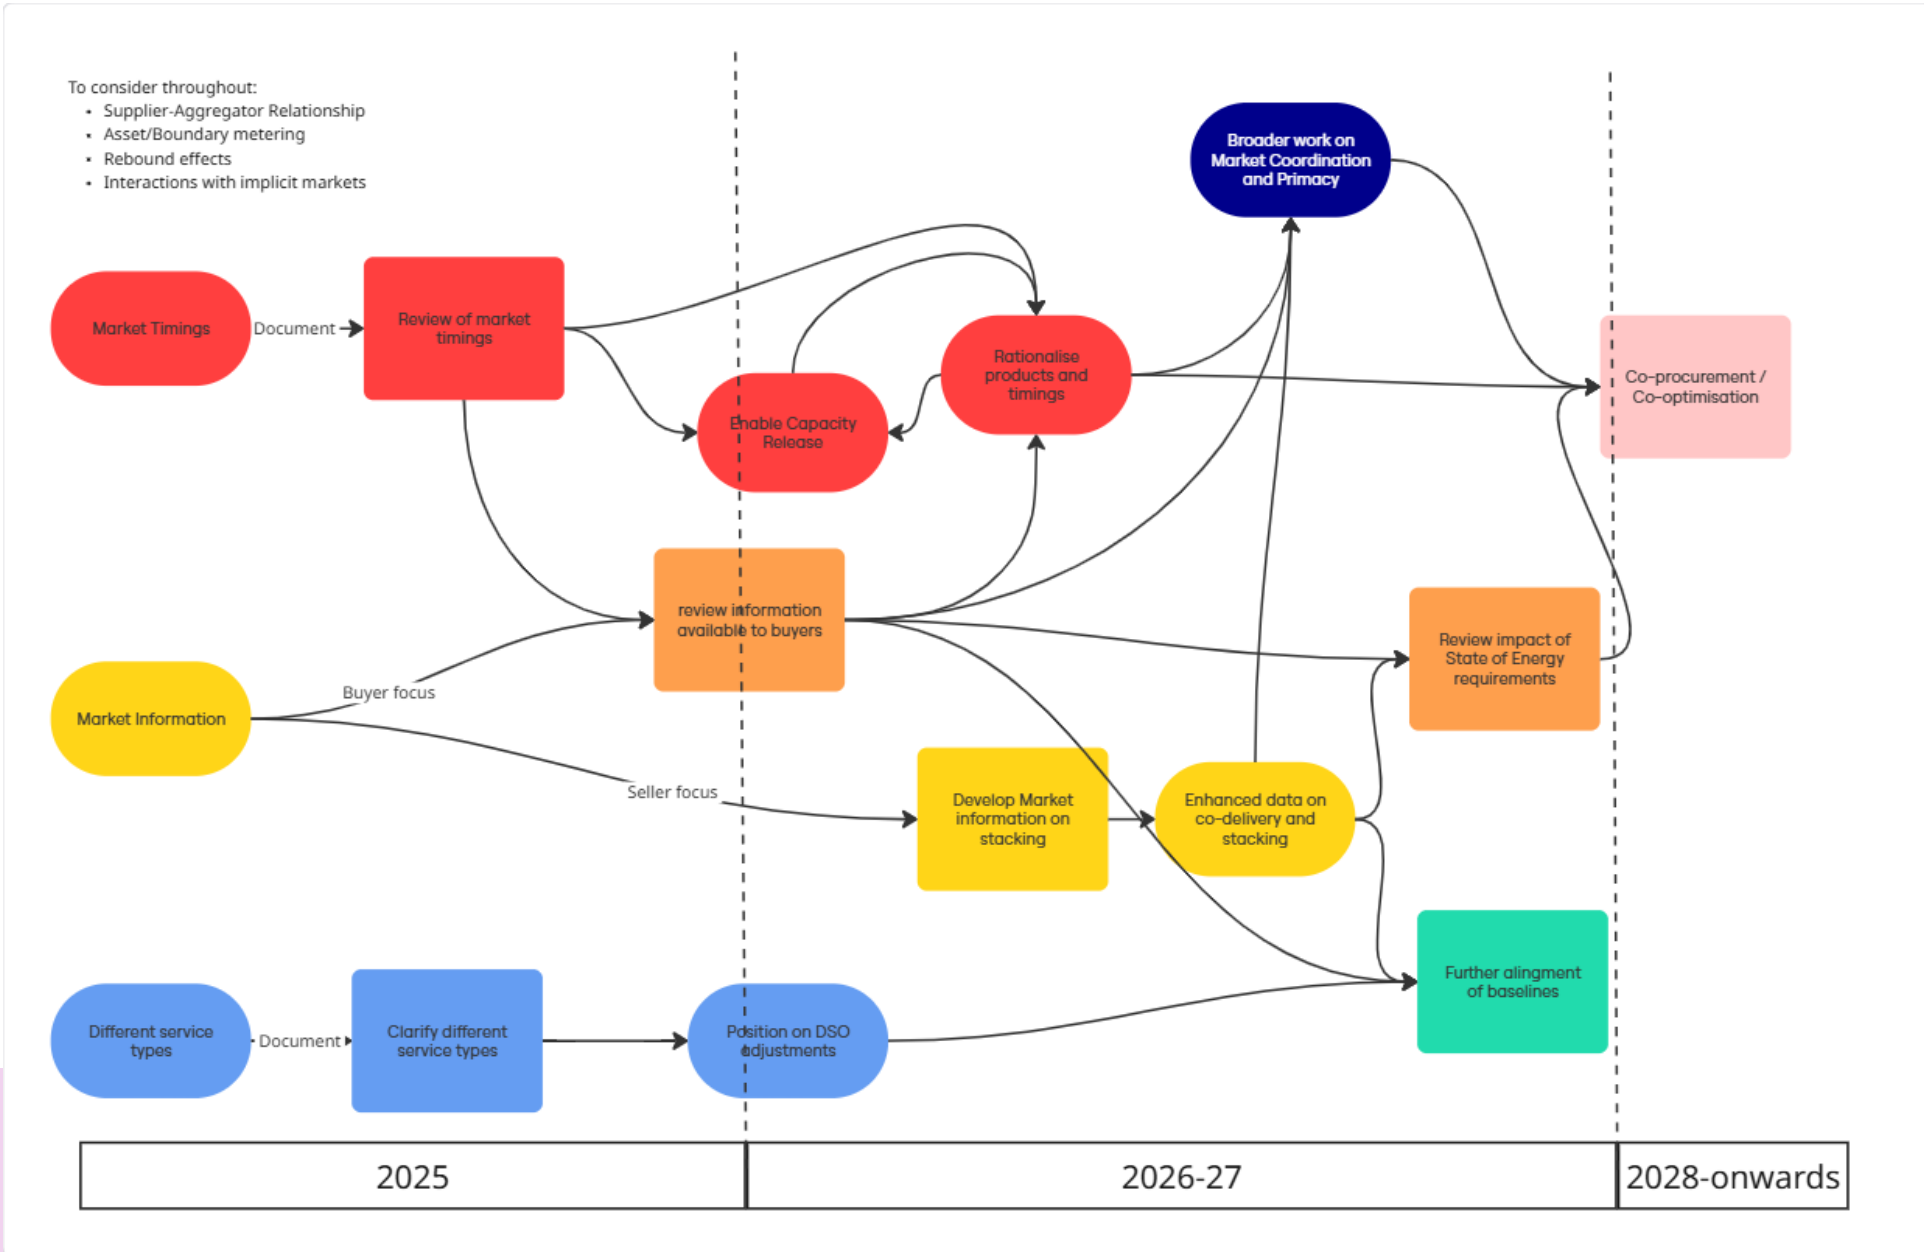 To consider throughout:
• Supplier-Aggregator Relationship
• Asset/Boundary metering
• Rebound effects
• Interactions with implicit markets
Broader work on
Market Coordination
and Primacy
Market Timings
Document
Review of market
timings
Rationalise
products and
timings
Co-procurement /
Co-optimisation
Enable Capacity
Release
review information
available to buyers
Review impact of
State of Energy
requirements
Buyer focus
Market Information
Seller focus
Develop Market
information on
stacking
Enhanced data on
co-delivery and
stacking
Further alingment
of baselines
Different service
types
Document
Clarify different
service types
Position on DSO
adjustments
2025
2026-27
2028-onwards